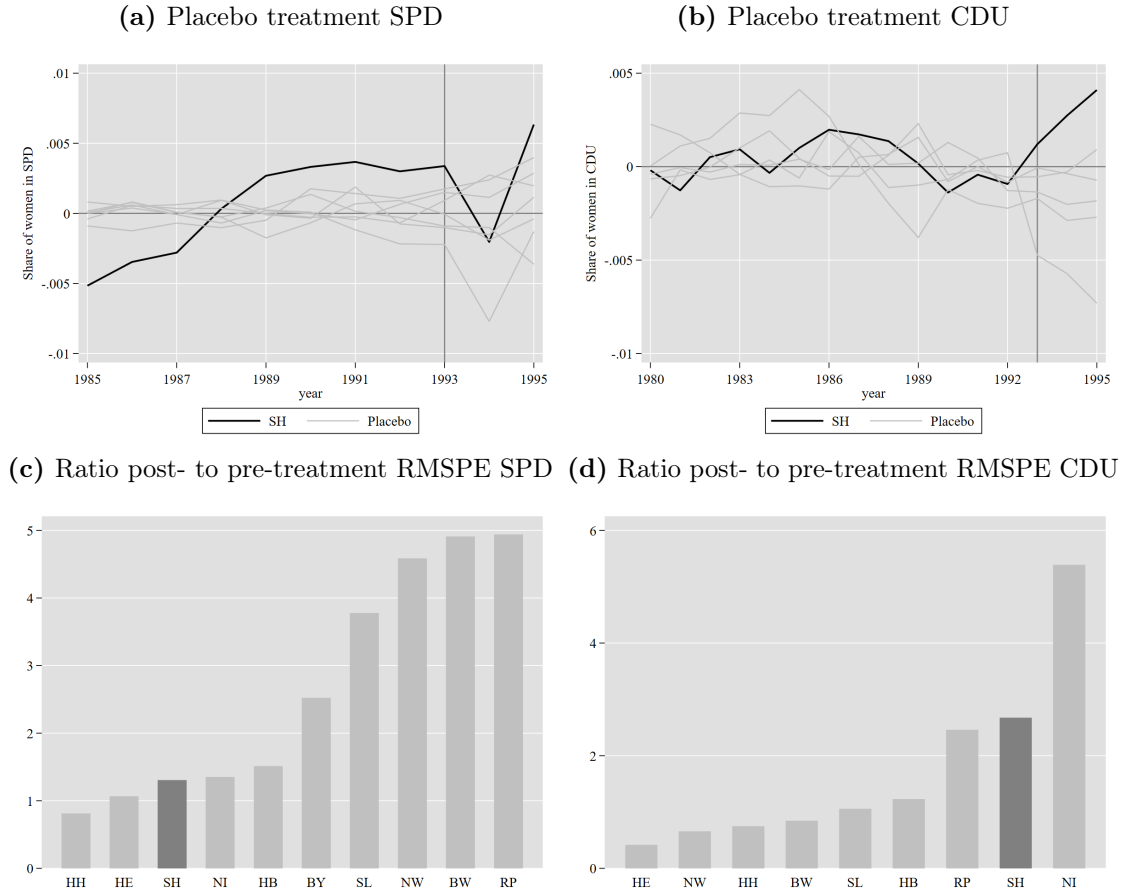 (a) Placebo treatment SPD
(b) Placebo treatment CDU
.01
.005
0
-.005
-.01
Share of women in SPD
1985 1987 1989 1991 1993 1995
year
SH Placebo
.005
0
-.005
-.01
Share of women in CDU
1980 1983 1986 1989 1992 1995
year
SH Placebo
(c) Ratio post- to pre-treatment RMSPE SPD
(d) Ratio post- to pre-treatment RMSPE CDU
5
4
3
2
1
0
HH HE SH NI HB BY SL NW BW RP
6
4
2
0
HE NW HH BW SL HB RP SH NI